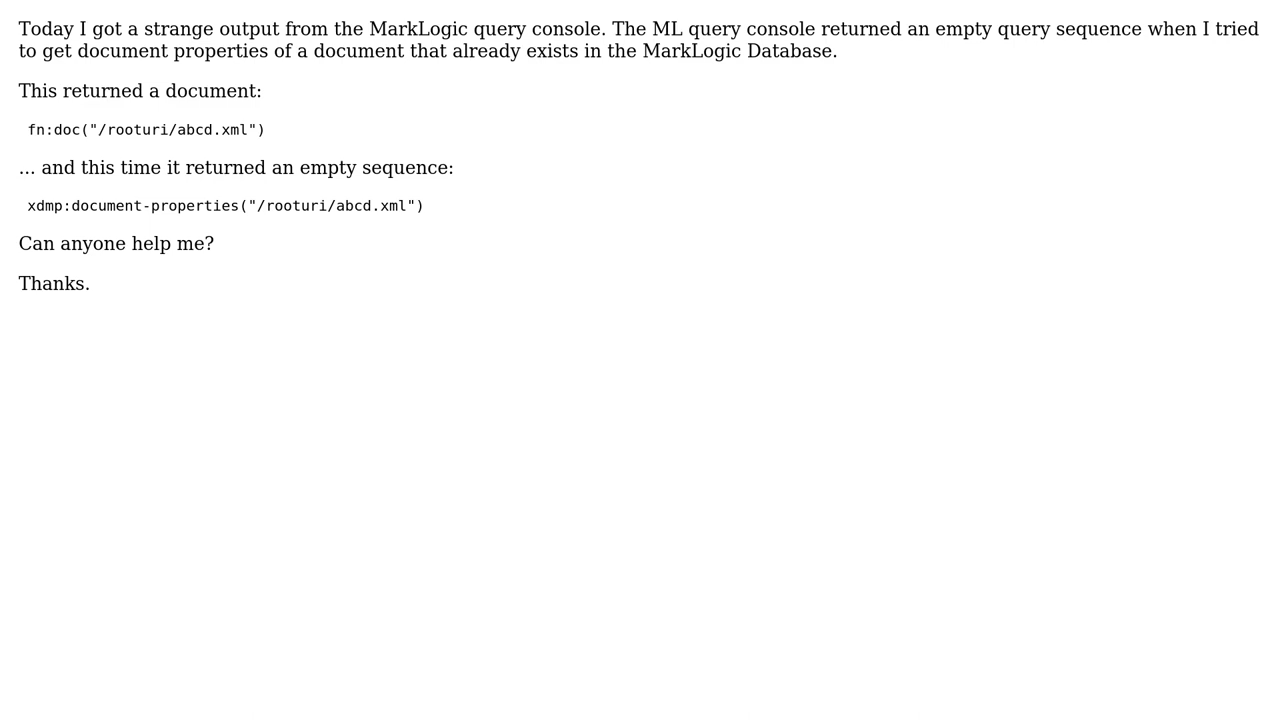 Today I got a strange output from the MarkLogic query console. The ML query console returned an empty query sequence when I tried
to get document properties of a document that already exists in the MarkLogic Database.
This returned a document:
fn:doc("/rooturi/abcd.xml")
... and this time it returned an empty sequence:
xdmp:document-properties("/rooturi/abcd.xml")
Can anyone help me?
Thanks.